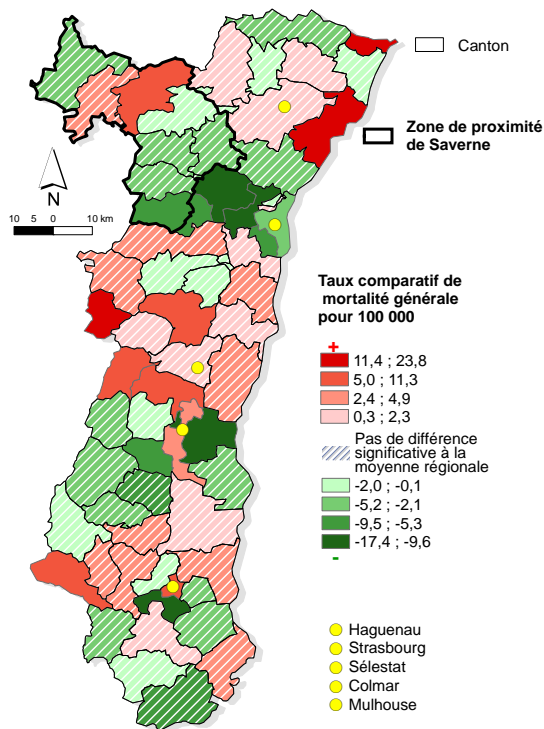 Canton
Zone de proximité
de Saverne
N
10 5 0 10 km
Taux comparatif de
mortalité générale
pour 100 000
+
11,4 ; 23,8
5,0 ; 11,3
2,4 ; 4,9
0,3 ; 2,3
Pas de différence
significative à la
moyenne régionale
-2,0 ; -0,1
-5,2 ; -2,1
-9,5 ; -5,3
-17,4 ; -9,6
-
Haguenau
Strasbourg
Sélestat
Colmar
Mulhouse